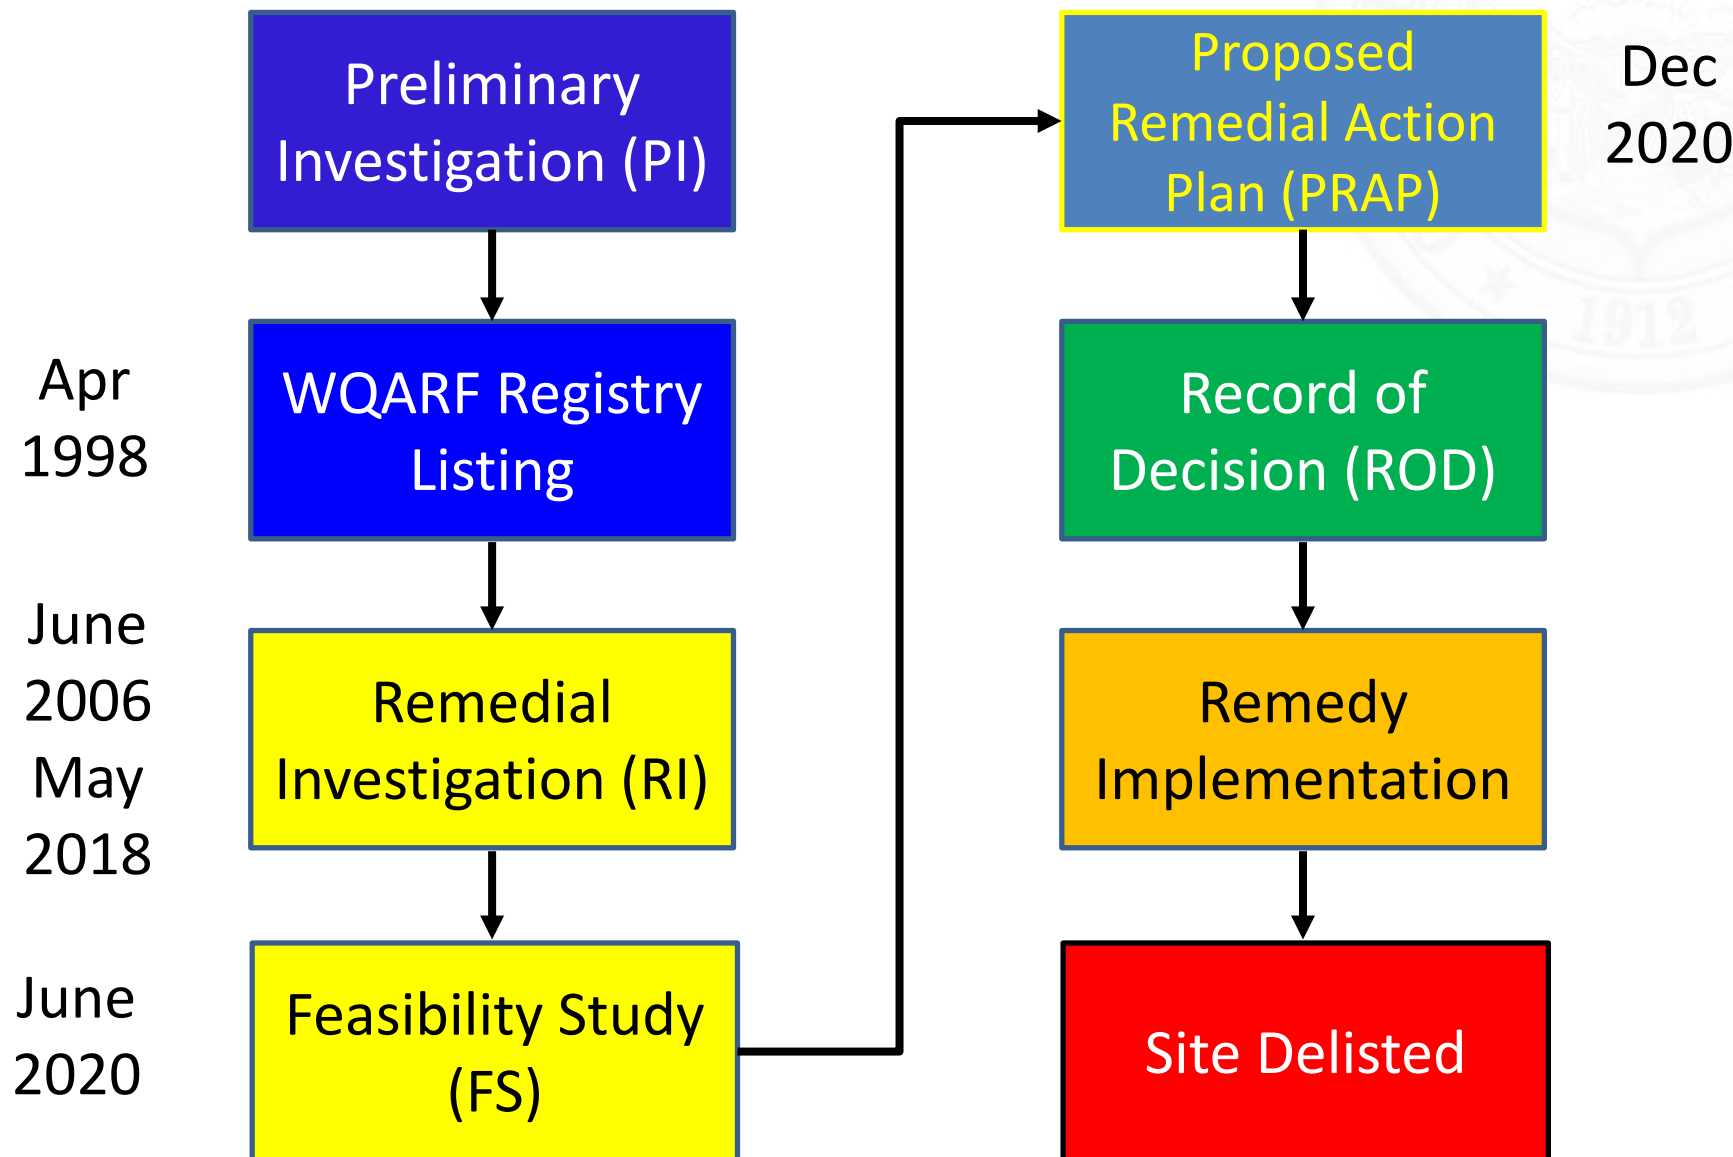 Preliminary
Investigation (PI)
Apr
1998
WQARF Registry
Listing
June
2006
May
2018
Remedial
Investigation (RI)
June
2020
Feasibility Study
(FS)
Proposed
Remedial Action
Plan (PRAP)
Dec
2020
Record of
Decision (ROD)
Remedy
Implementation
Site Delisted
1912